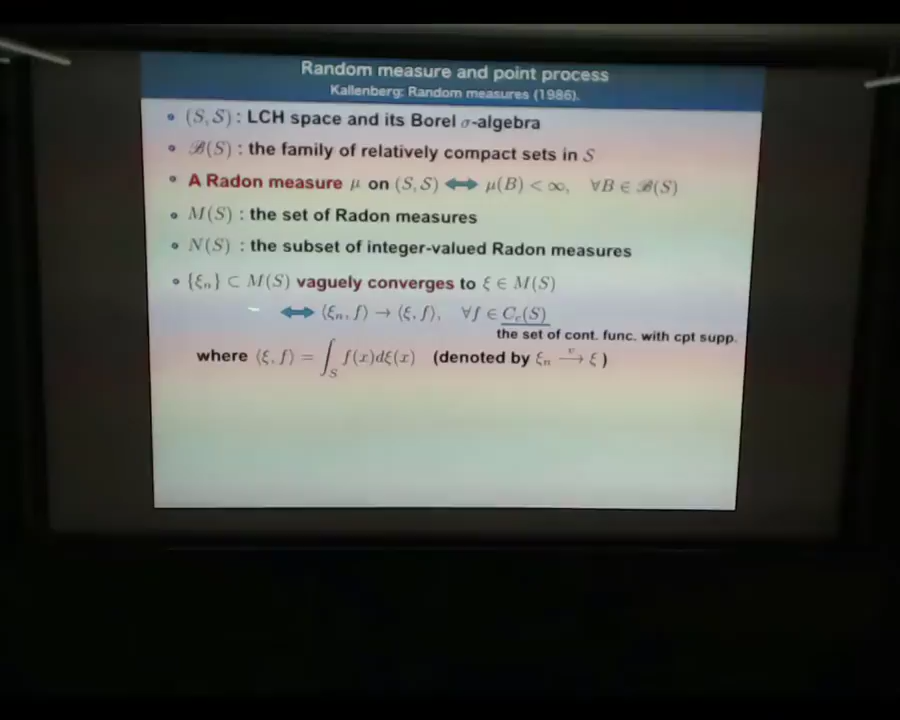 Random measure and point process
Kallenberg: Random measures (1986).
• (S, 𝒮) : LCH space and its Borel σ-algebra
• ℬ(S) : the family of relatively compact sets in S
• A Radon measure μ on (S, 𝒮) ⟺ μ(B) < ∞, ∀B ∈ ℬ(S)
• M(S) : the set of Radon measures
• N(S) : the subset of integer-valued Radon measures
• {ξₙ} ⊂ M(S) vaguely converges to ξ ∈ M(S)
⟺ ⟨ξₙ, f⟩ → ⟨ξ, f⟩, ∀f ∈ C_c(S)
the set of cont. func. with cpt supp.
where ⟨ξ, f⟩ = ∫_S f(x)dξ(x) (denoted by ξₙ →ᵛ ξ )